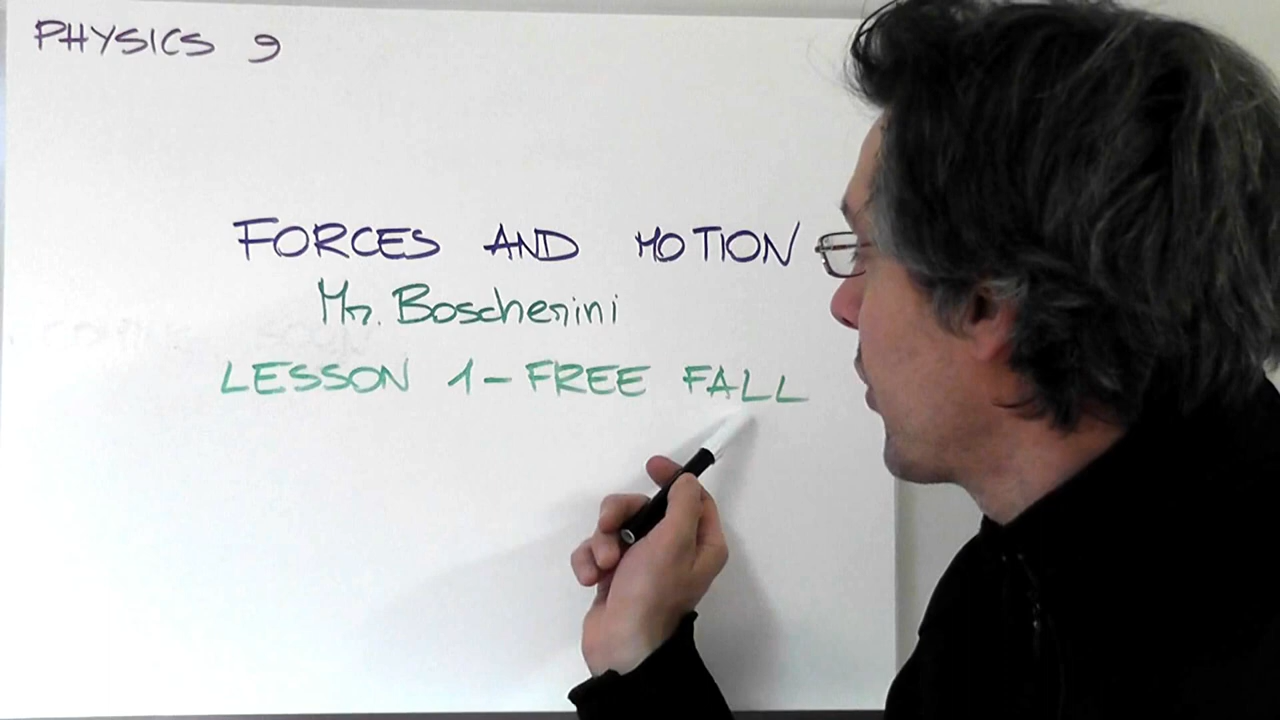 PHYSICS 9
FORCES AND MOTION
Mr. Boscherini
LESSON 1 - FREE FALL